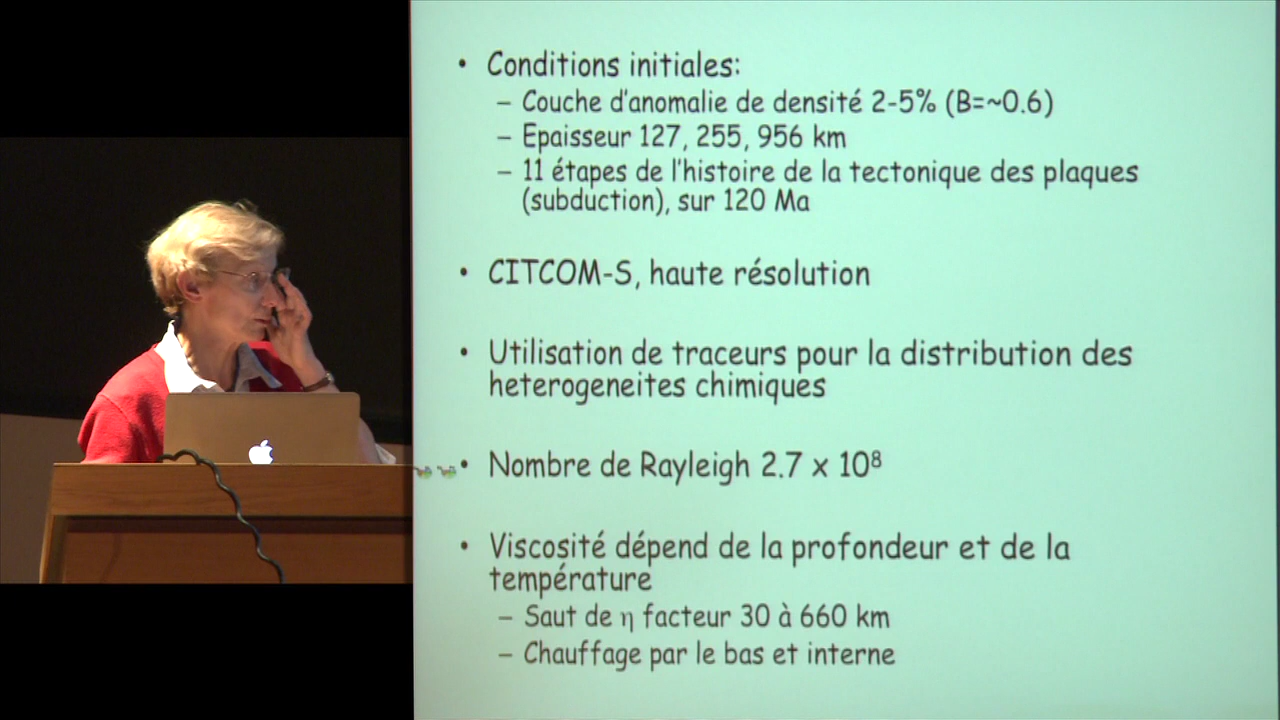 • Conditions initiales:
– Couche d'anomalie de densité 2-5% (B=~0.6)
– Epaisseur 127, 255, 956 km
– 11 étapes de l'histoire de la tectonique des plaques
(subduction), sur 120 Ma
• CITCOM-S, haute résolution
• Utilisation de traceurs pour la distribution des
heterogeneites chimiques
• Nombre de Rayleigh 2.7 x 10⁸
• Viscosité dépend de la profondeur et de la
température
– Saut de η facteur 30 à 660 km
– Chauffage par le bas et interne